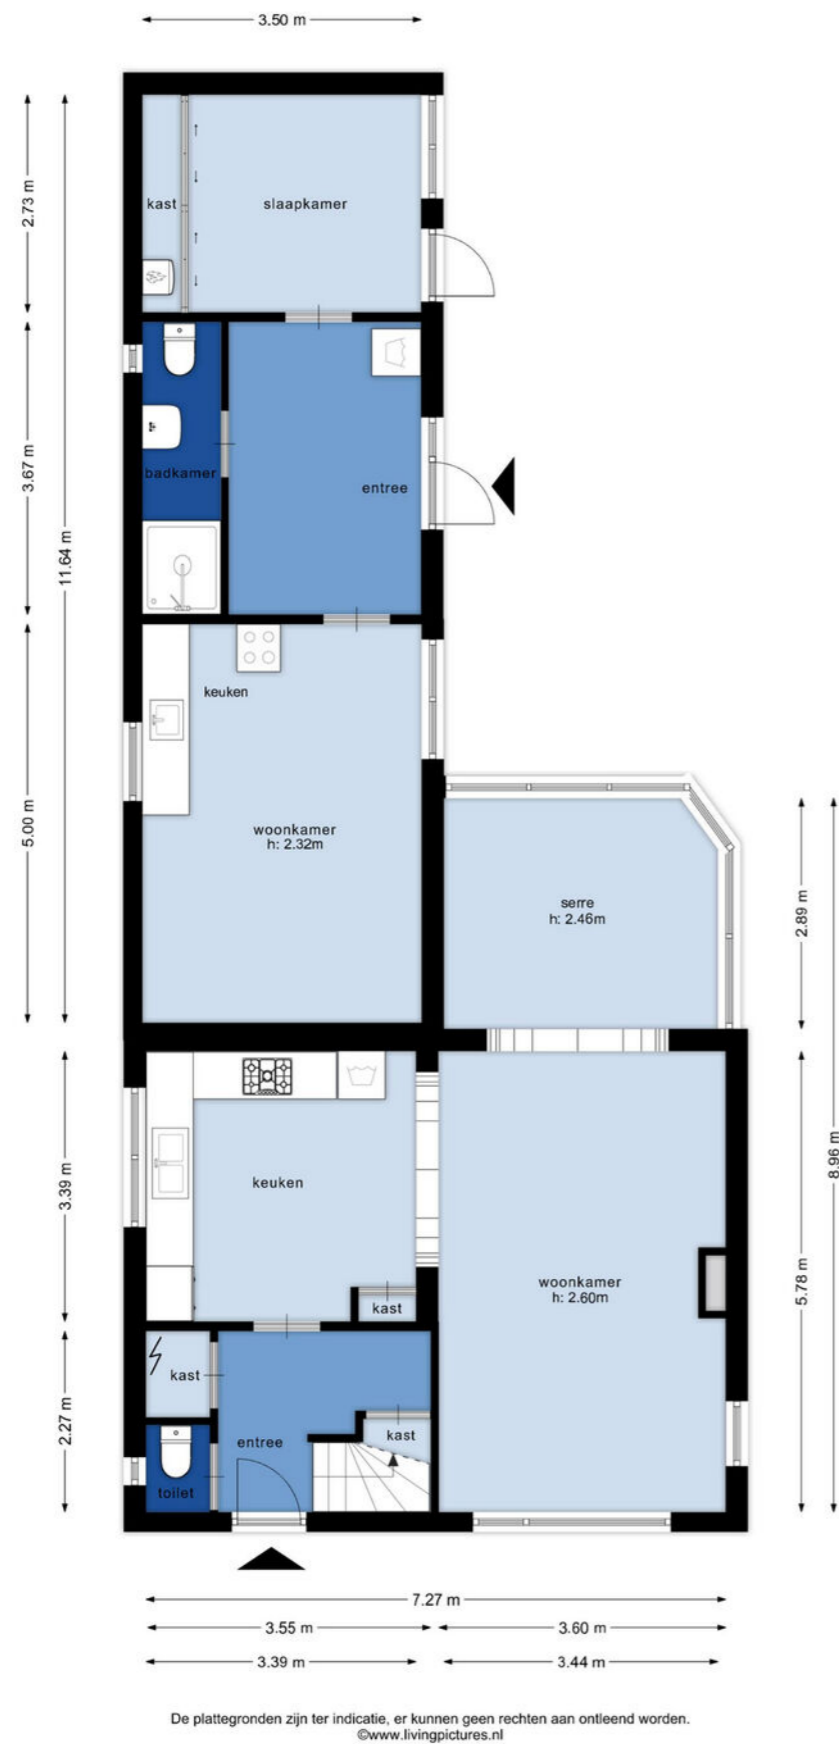 3.50 m
2.73 m
kast
slaapkamer
3.67 m
11.64 m
badkamer
entree
keuken
5.00 m
woonkamer
h: 2.32m
serre
h: 2.46m
2.89 m
3.39 m
keuken
8.96 m
woonkamer
h: 2.60m
5.78 m
kast
2.27 m
kast
entree
kast
toilet
7.27 m
3.55 m
3.60 m
3.39 m
3.44 m
De plattegronden zijn ter indicatie, er kunnen geen rechten aan ontleend worden.
©www.livingpictures.nl